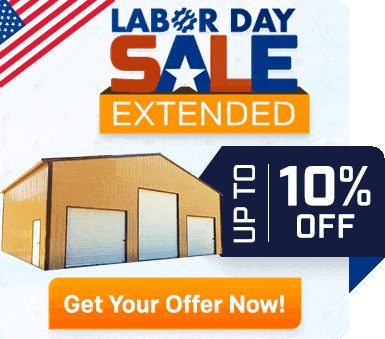 LABOR DAY
SALE
EXTENDED
UP TO
10%
OFF
Get Your Offer Now!